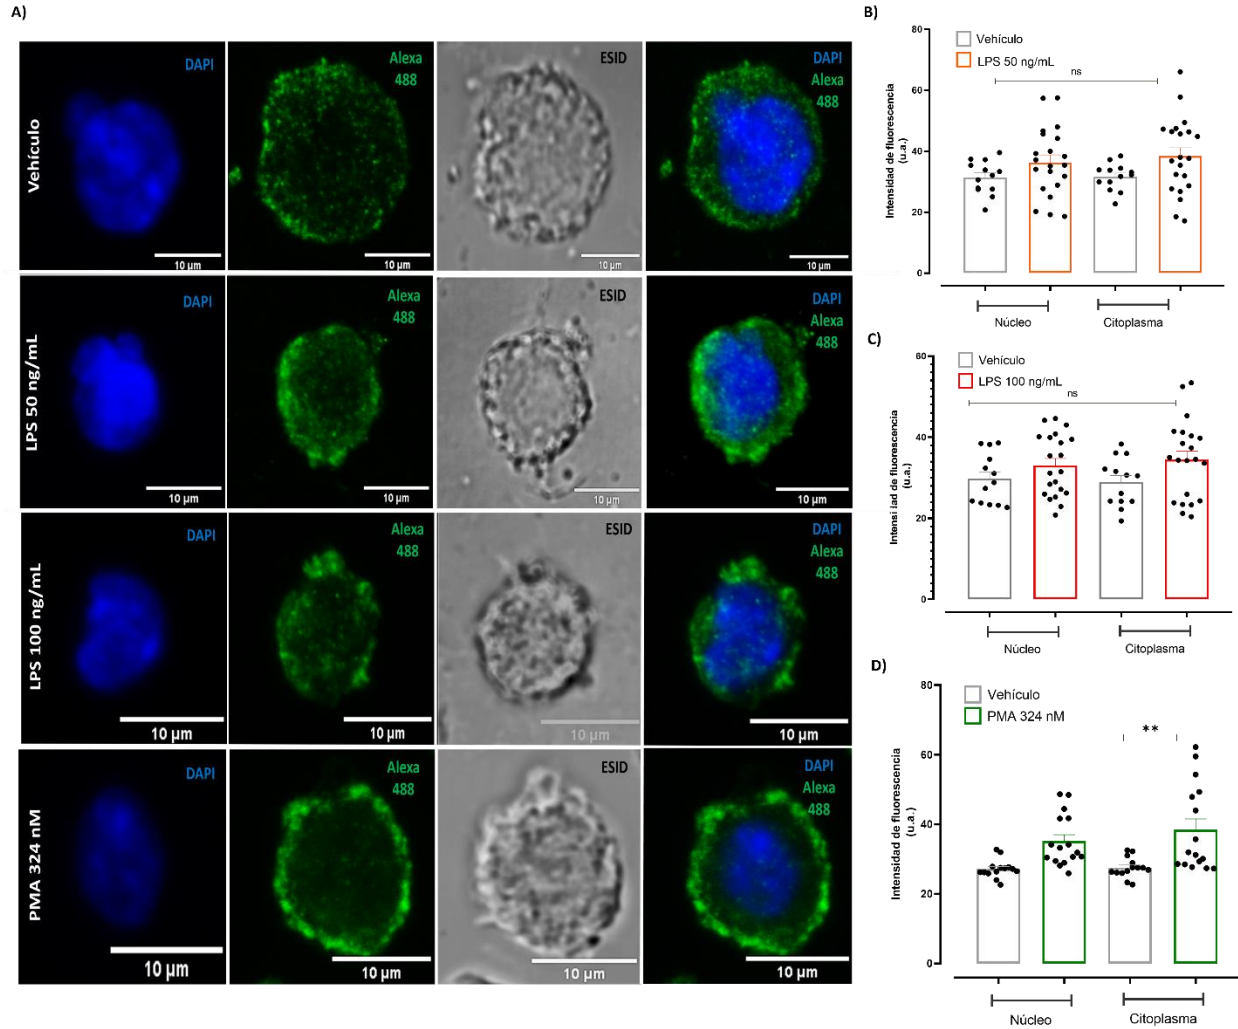 A)
Vehículo
DAPI
10 µm
Alexa
488
10 µm
ESID
10 µm
DAPI
Alexa
488
10 µm
LPS 50 ng/mL
DAPI
10 µm
Alexa
488
10 µm
ESID
10 µm
DAPI
Alexa
488
10 µm
LPS 100 ng/mL
DAPI
10 µm
Alexa
488
10 µm
ESID
10 µm
DAPI
Alexa
488
10 µm
PMA 324 nM
DAPI
10 µm
Alexa
488
10 µm
ESID
10 µm
DAPI
Alexa
488
10 µm
B)
Vehículo
LPS 50 ng/mL
ns
Intensidad de fluorescencia
(u.a.)
80
60
40
20
0
Núcleo
Citoplasma
C)
Vehículo
LPS 100 ng/mL
ns
Intensidad de fluorescencia
(u.a.)
60
40
20
0
Núcleo
Citoplasma
D)
Vehículo
PMA 324 nM
**
Intensidad de fluorescencia
(u.a.)
80
60
40
20
0
Núcleo
Citoplasma